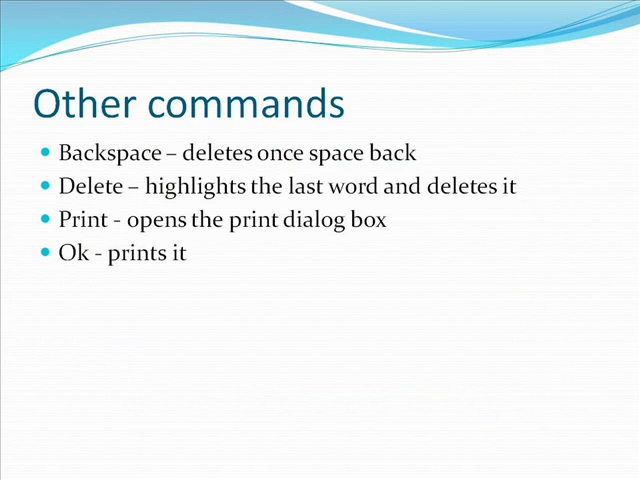 Other commands
Backspace – deletes once space back
Delete – highlights the last word and deletes it
Print - opens the print dialog box
Ok - prints it